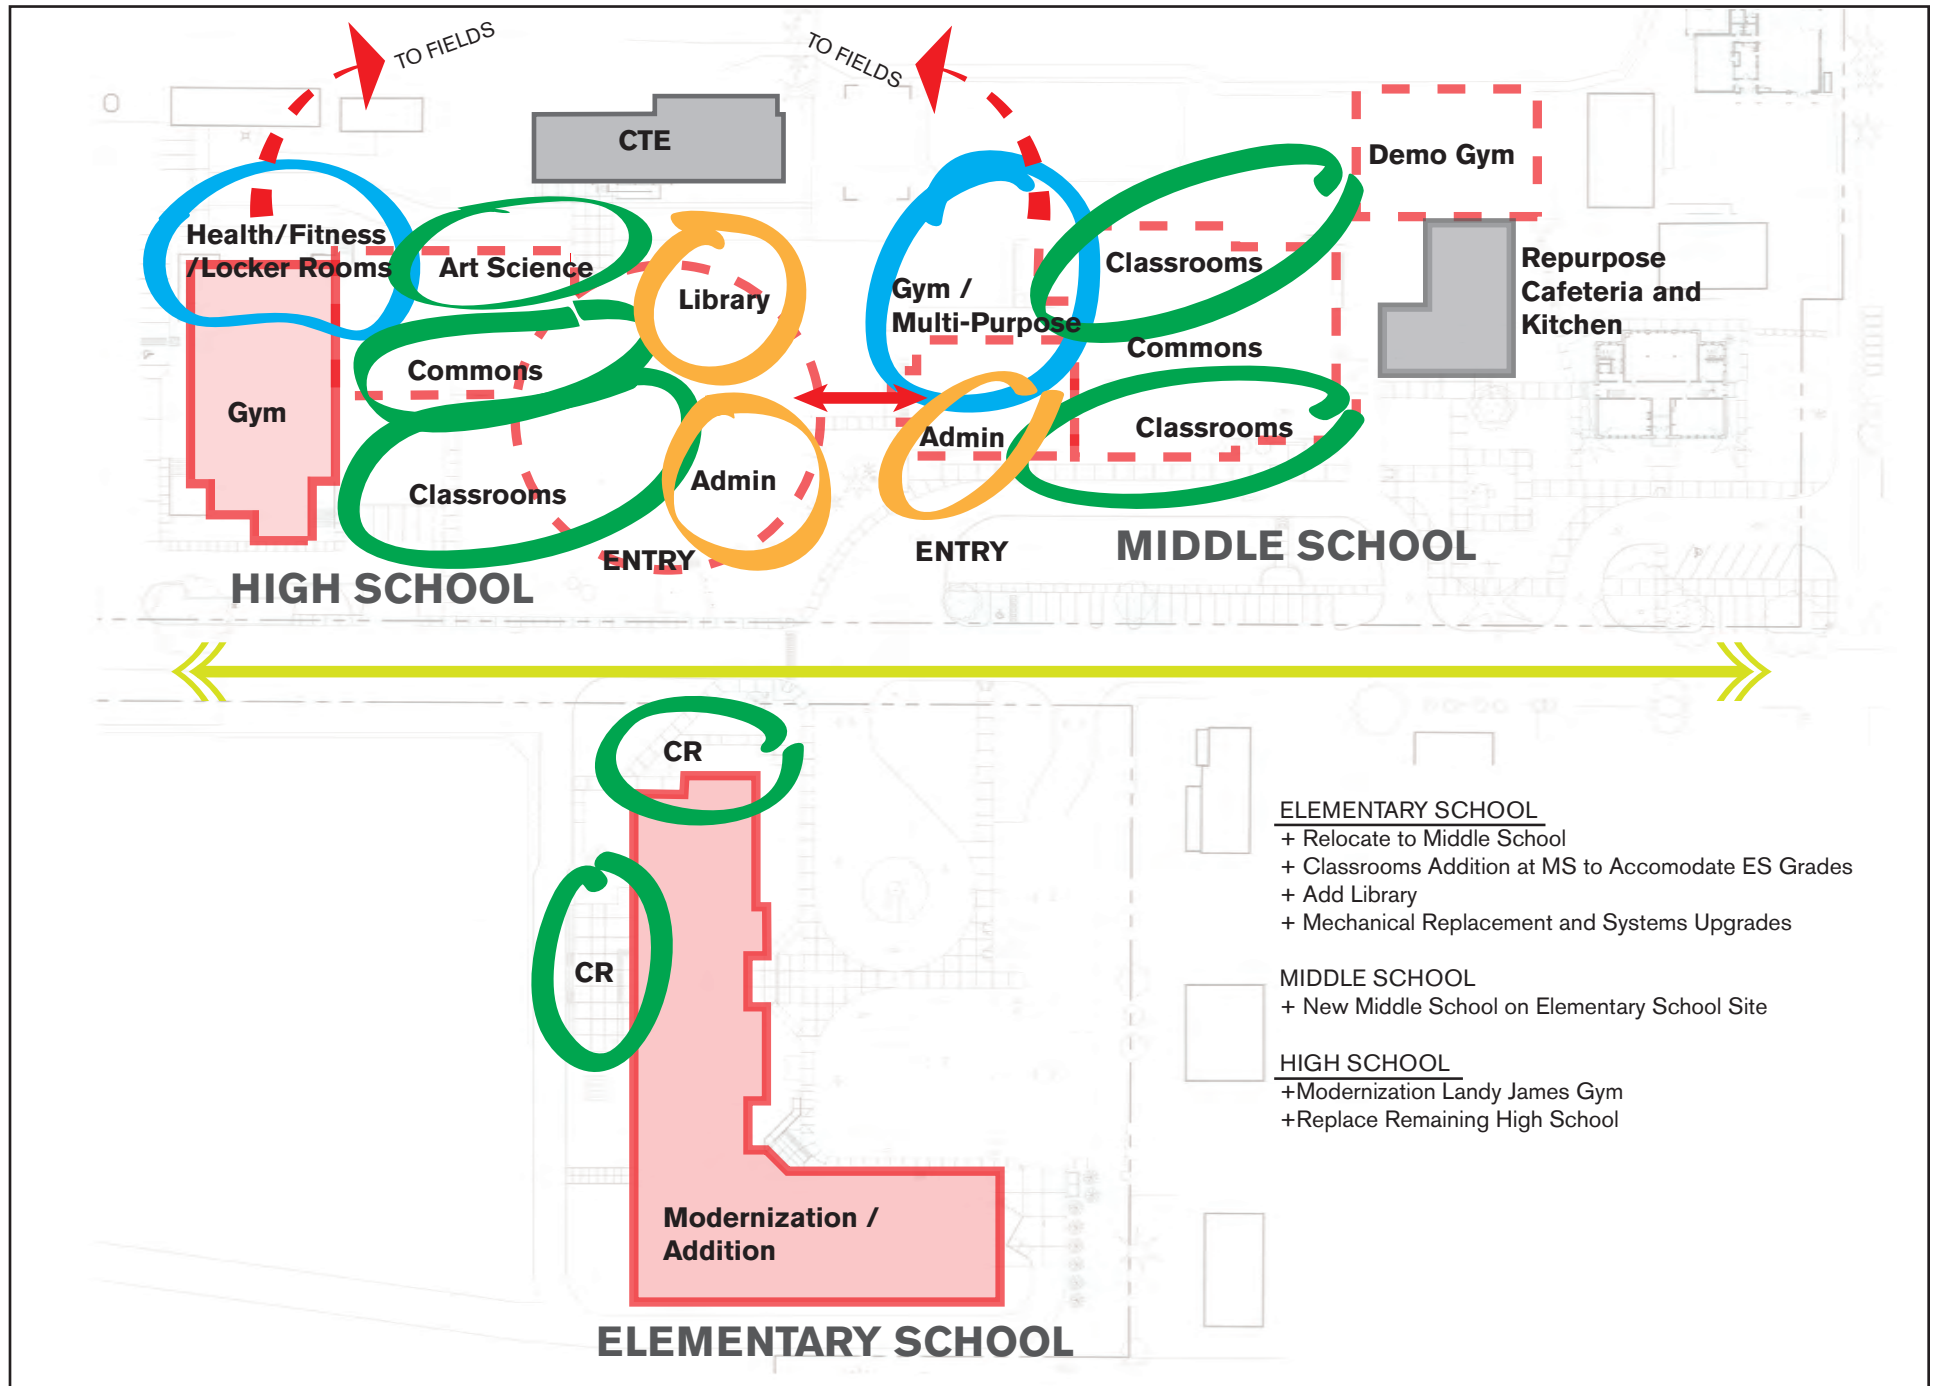 TO FIELDS
TO FIELDS
CTE
Demo Gym
Health/Fitness
/Locker Rooms
Art Science
Library
Gym /
Multi-Purpose
Classrooms
Repurpose
Cafeteria and
Kitchen
Commons
Commons
Gym
Admin
Classrooms
Classrooms
Admin
ENTRY
ENTRY
MIDDLE SCHOOL
HIGH SCHOOL
CR
CR
Modernization /
Addition
ELEMENTARY SCHOOL
ELEMENTARY SCHOOL
+ Relocate to Middle School
+ Classrooms Addition at MS to Accomodate ES Grades
+ Add Library
+ Mechanical Replacement and Systems Upgrades
MIDDLE SCHOOL
+ New Middle School on Elementary School Site
HIGH SCHOOL
+Modernization Landy James Gym
+Replace Remaining High School